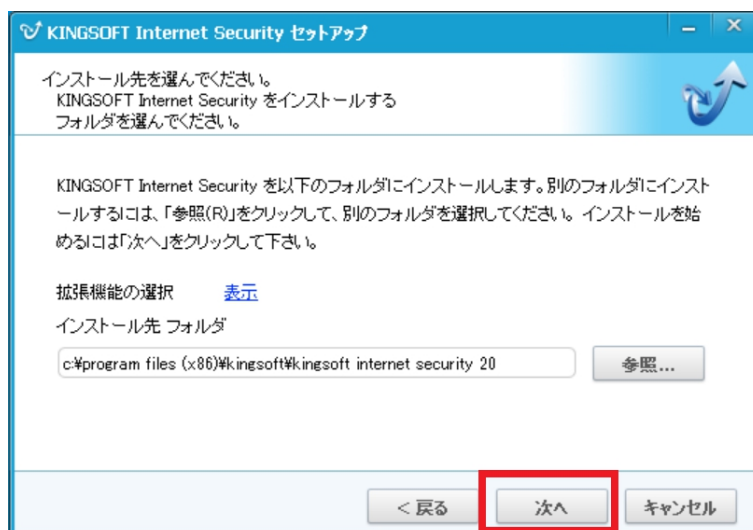 KINGSOFT Internet Security セットアップ
インストール先を選んでください。
KINGSOFT Internet Security をインストールする
フォルダを選んでください。
KINGSOFT Internet Security を以下のフォルダにインストールします。別のフォルダにインスト
ールするには、「参照(R)」をクリックして、別のフォルダを選択してください。 インストールを始
めるには「次へ」をクリックして下さい。
拡張機能の選択 表示
インストール先 フォルダ
c:¥program files (x86)¥kingsoft¥kingsoft internet security 20 参照...
< 戻る 次へ キャンセル